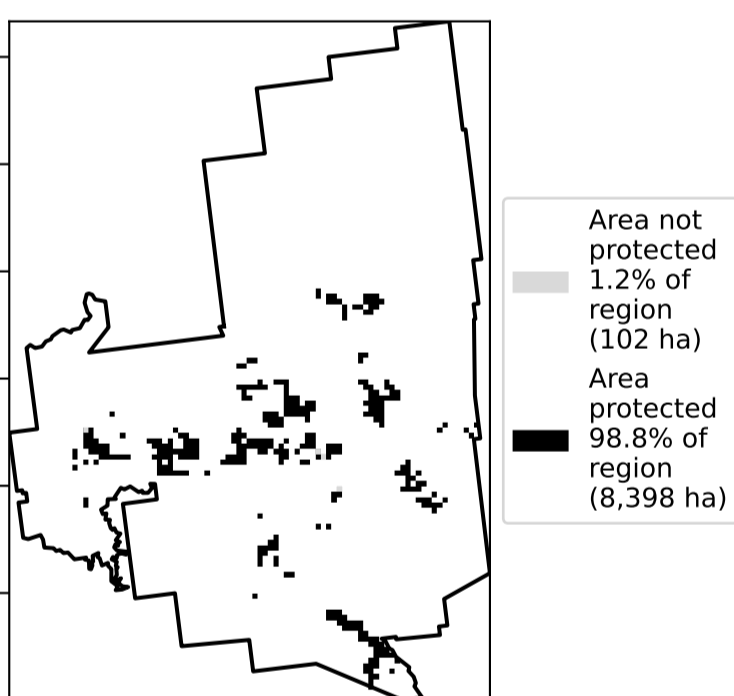 Area not
protected
1.2% of
region
(102 ha)
Area
protected
98.8% of
region
(8,398 ha)